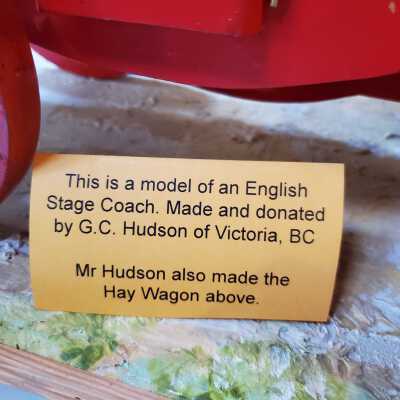 This is a model of an English
Stage Coach. Made and donated
by G.C. Hudson of Victoria, BC
Mr Hudson also made the
Hay Wagon above.